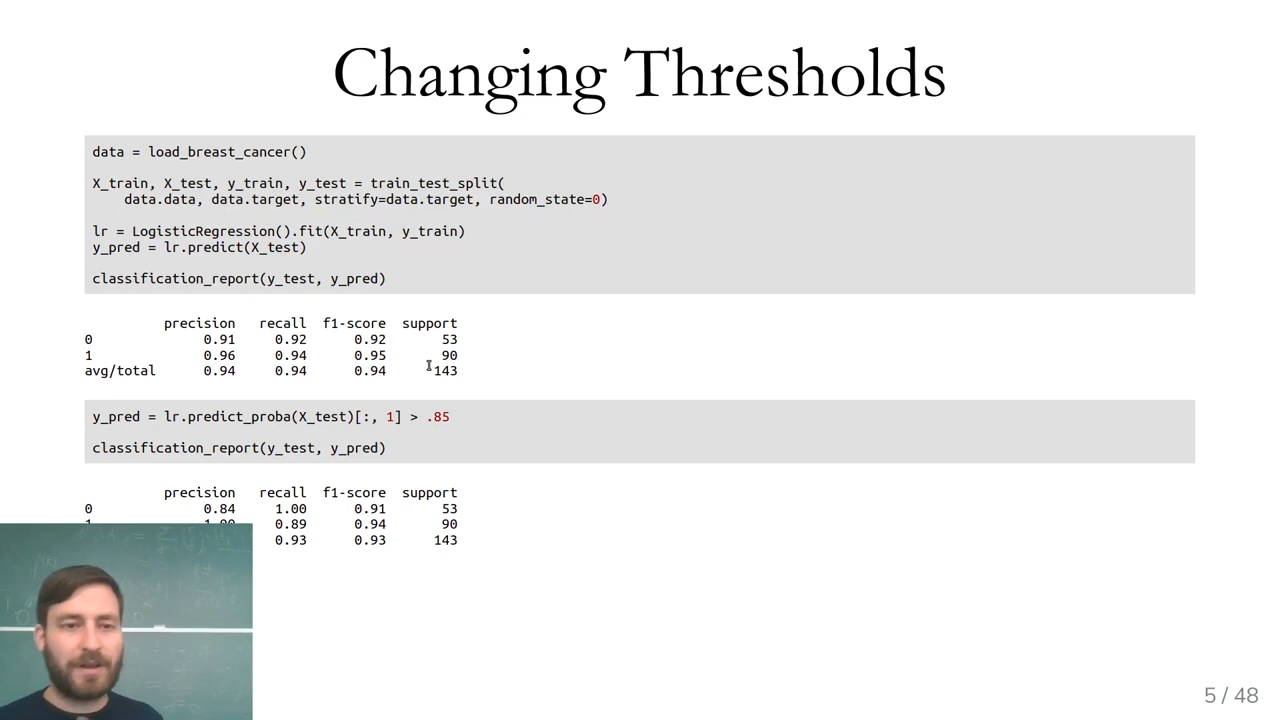 Changing Thresholds
data = load_breast_cancer()
X_train, X_test, y_train, y_test = train_test_split(
data.data, data.target, stratify=data.target, random_state=0)
lr = LogisticRegression().fit(X_train, y_train)
y_pred = lr.predict(X_test)
classification_report(y_test, y_pred)
precision recall f1-score support
0 0.91 0.92 0.92 53
1 0.96 0.94 0.95 90
avg/total 0.94 0.94 0.94 143
y_pred = lr.predict_proba(X_test)[:, 1] > .85
classification_report(y_test, y_pred)
precision recall f1-score support
0 0.84 1.00 0.91 53
1 1.00 0.89 0.94 90
0.93 0.93 143
5 / 48